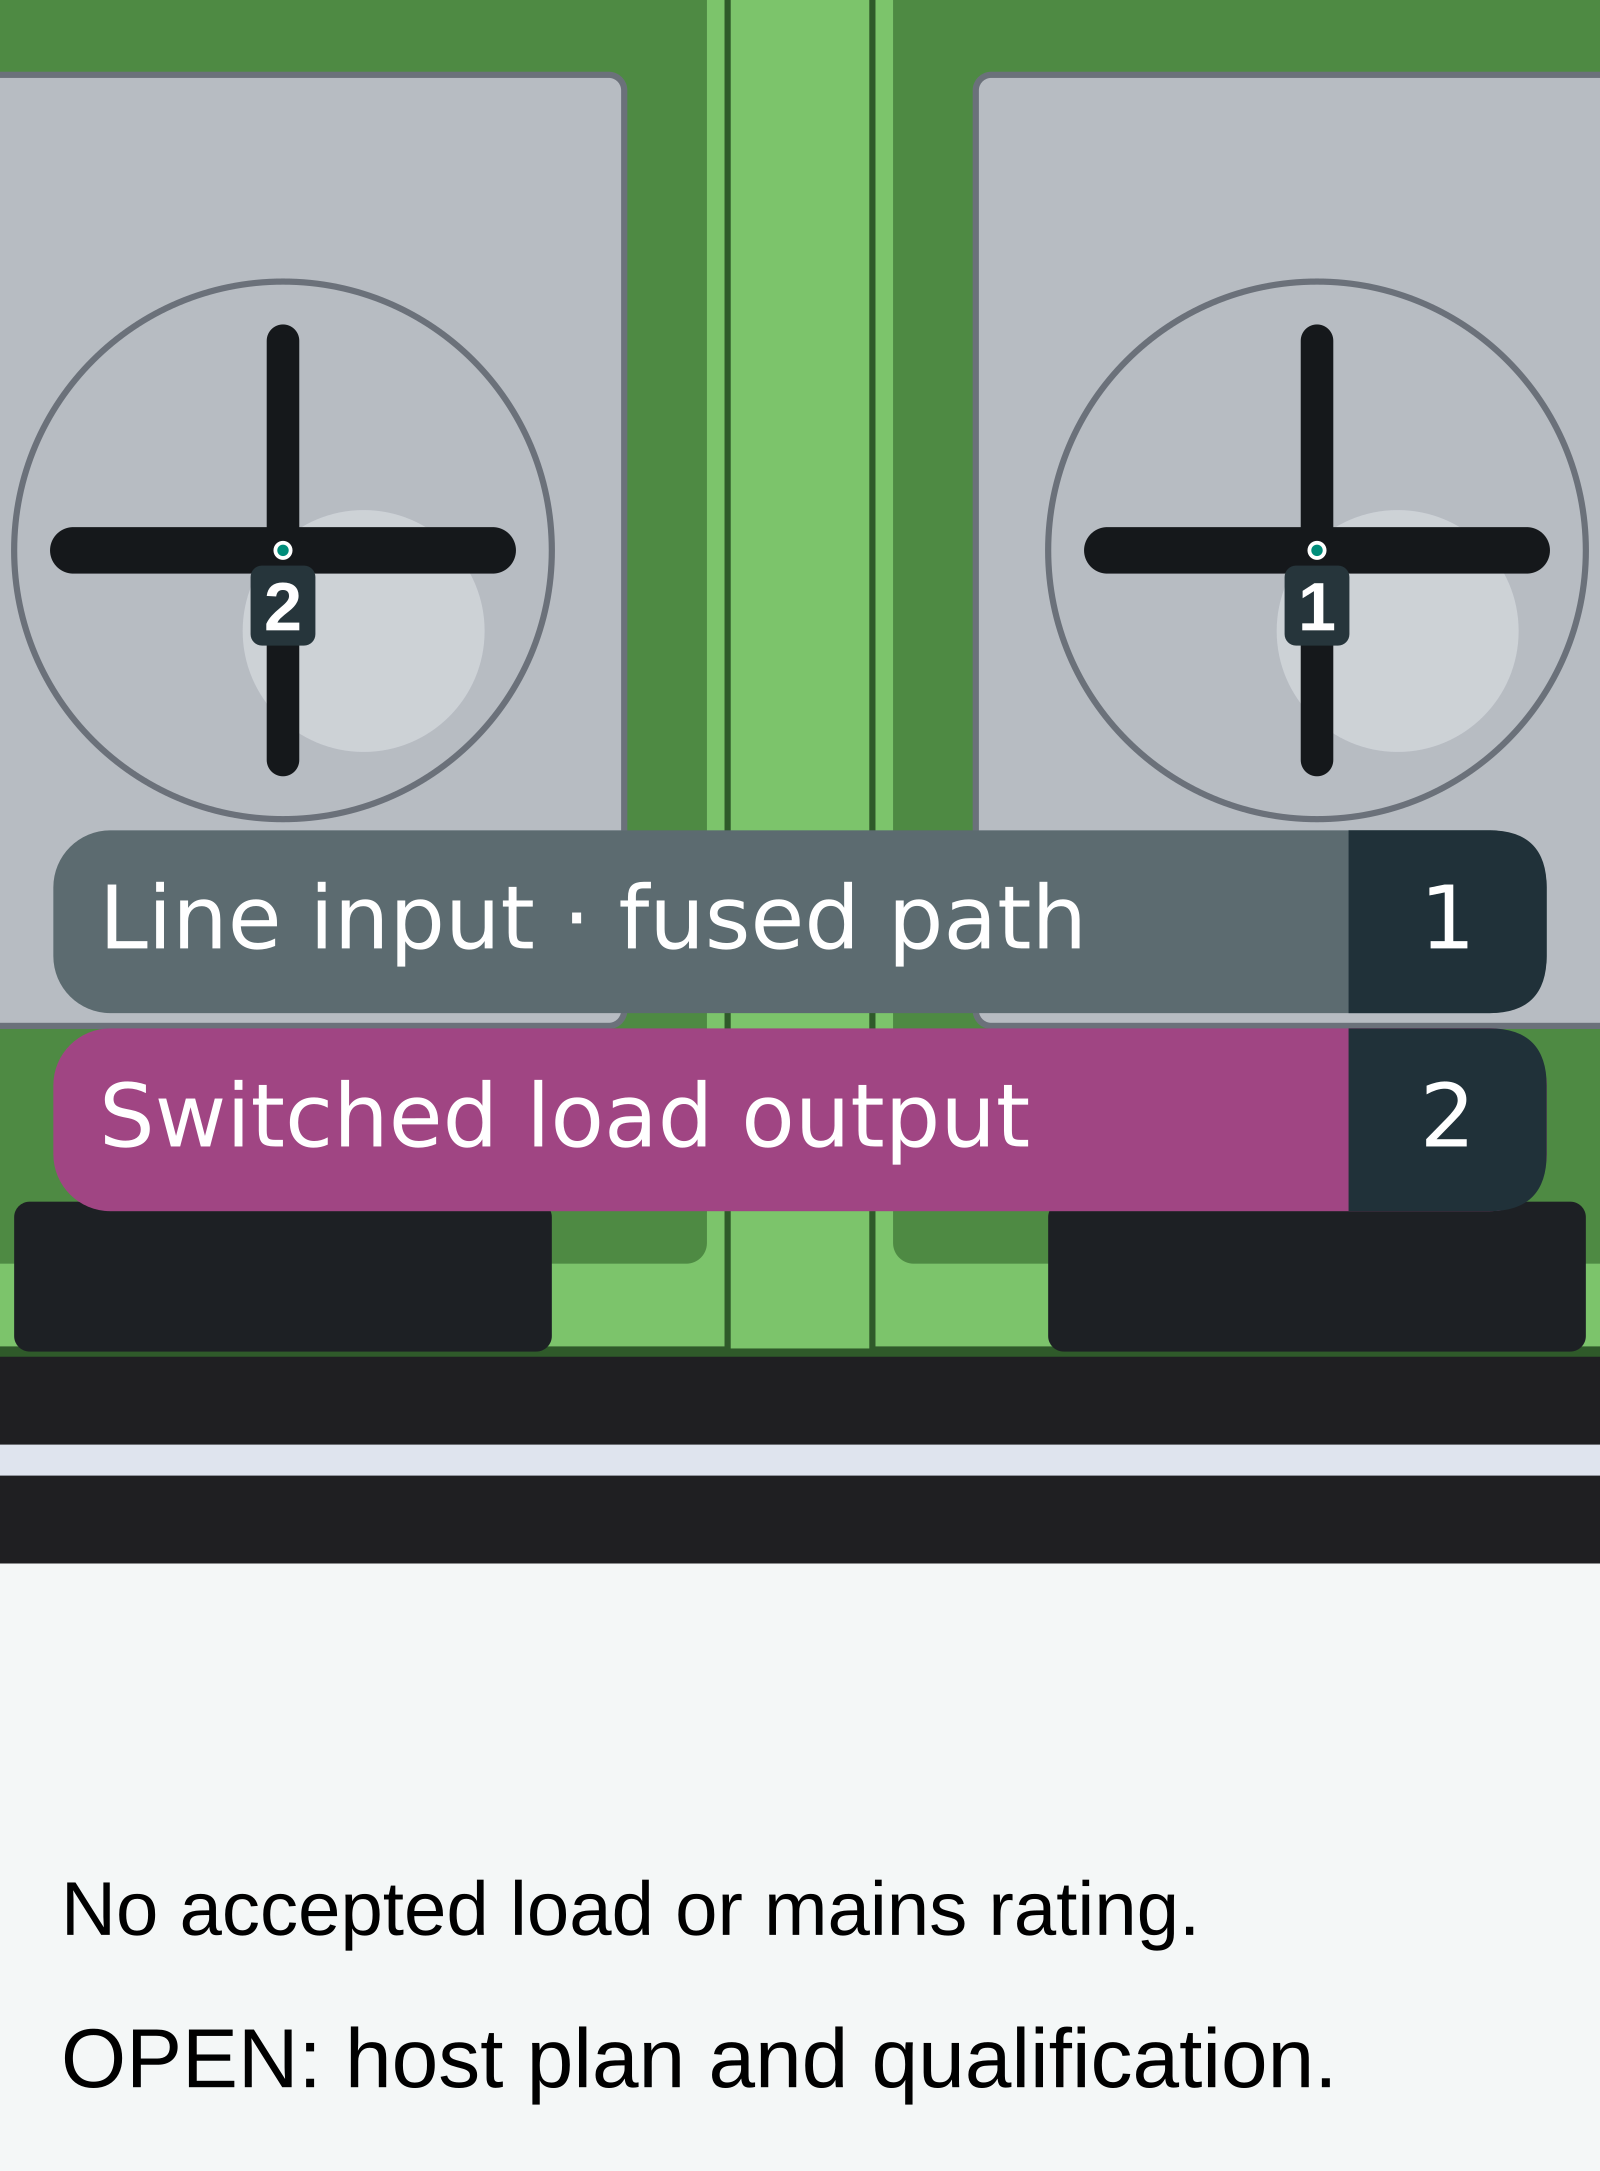 2 1
Line input · fused path 1
Switched load output 2
No accepted load or mains rating.
OPEN: host plan and qualification.